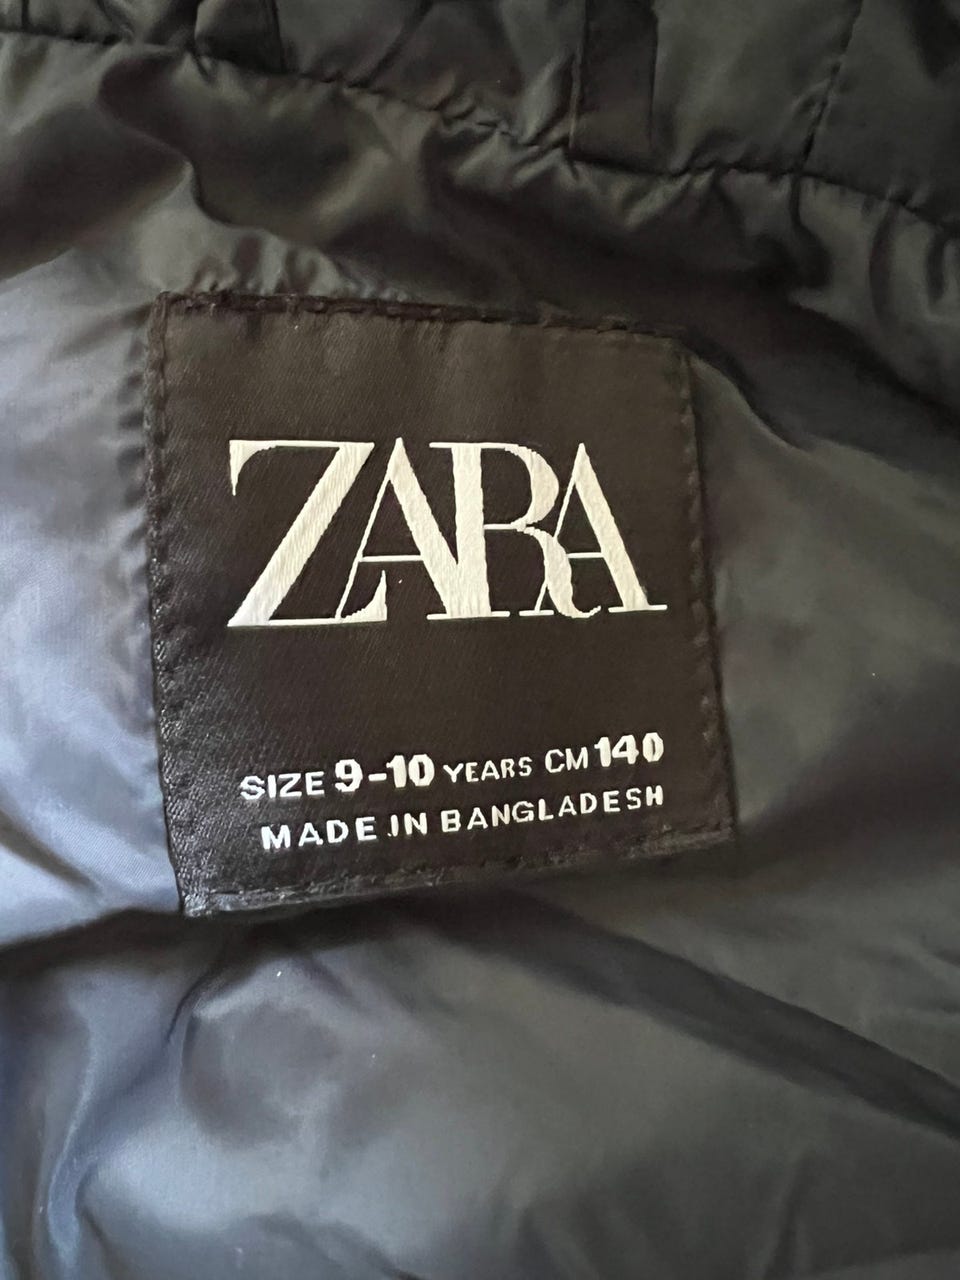 ZARA
SIZE 9-10 YEARS CM 140
MADE IN BANGLADESH